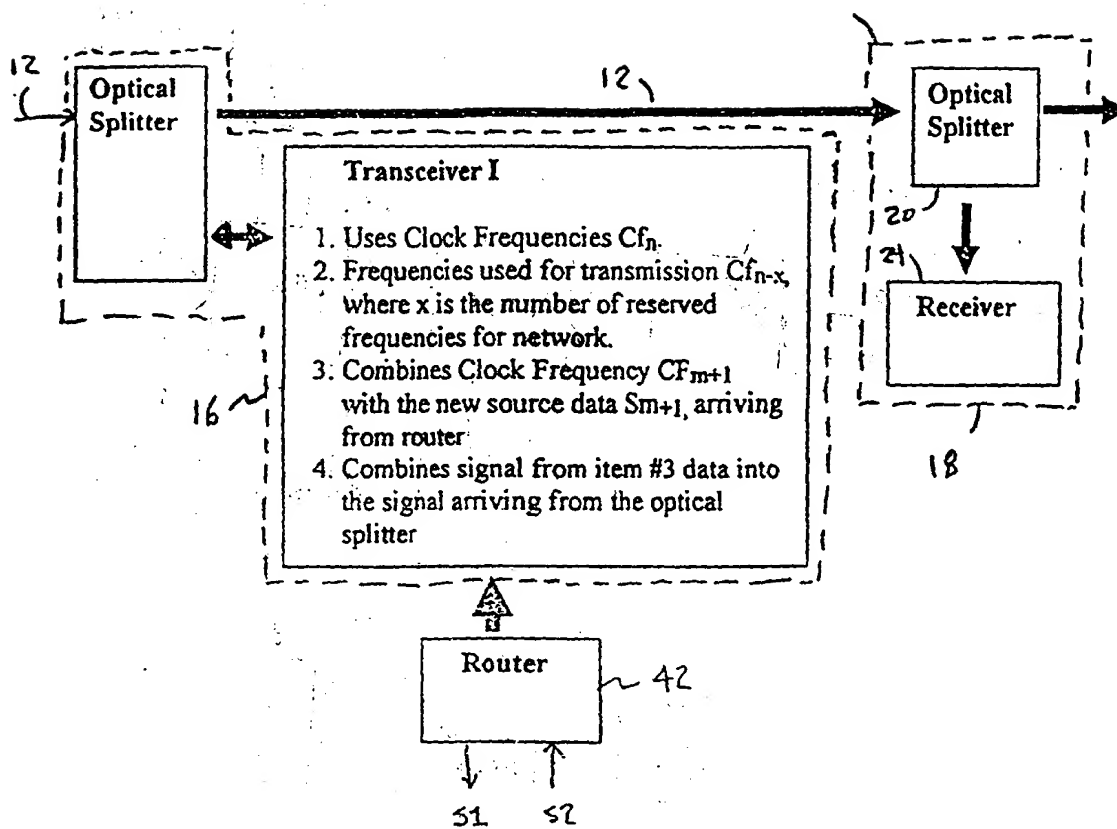 12
Optical
Splitter
12
Optical
Splitter
20
Transceiver I
1. Uses Clock Frequencies Cfn.
2. Frequencies used for transmission Cfn-x,
where x is the number of reserved
frequencies for network.
3. Combines Clock Frequency CFm+1
with the new source data Sm+1, arriving
from router
4. Combines signal from item #3 data into
the signal arriving from the optical
splitter
16
Receiver
18
Router
42
S2